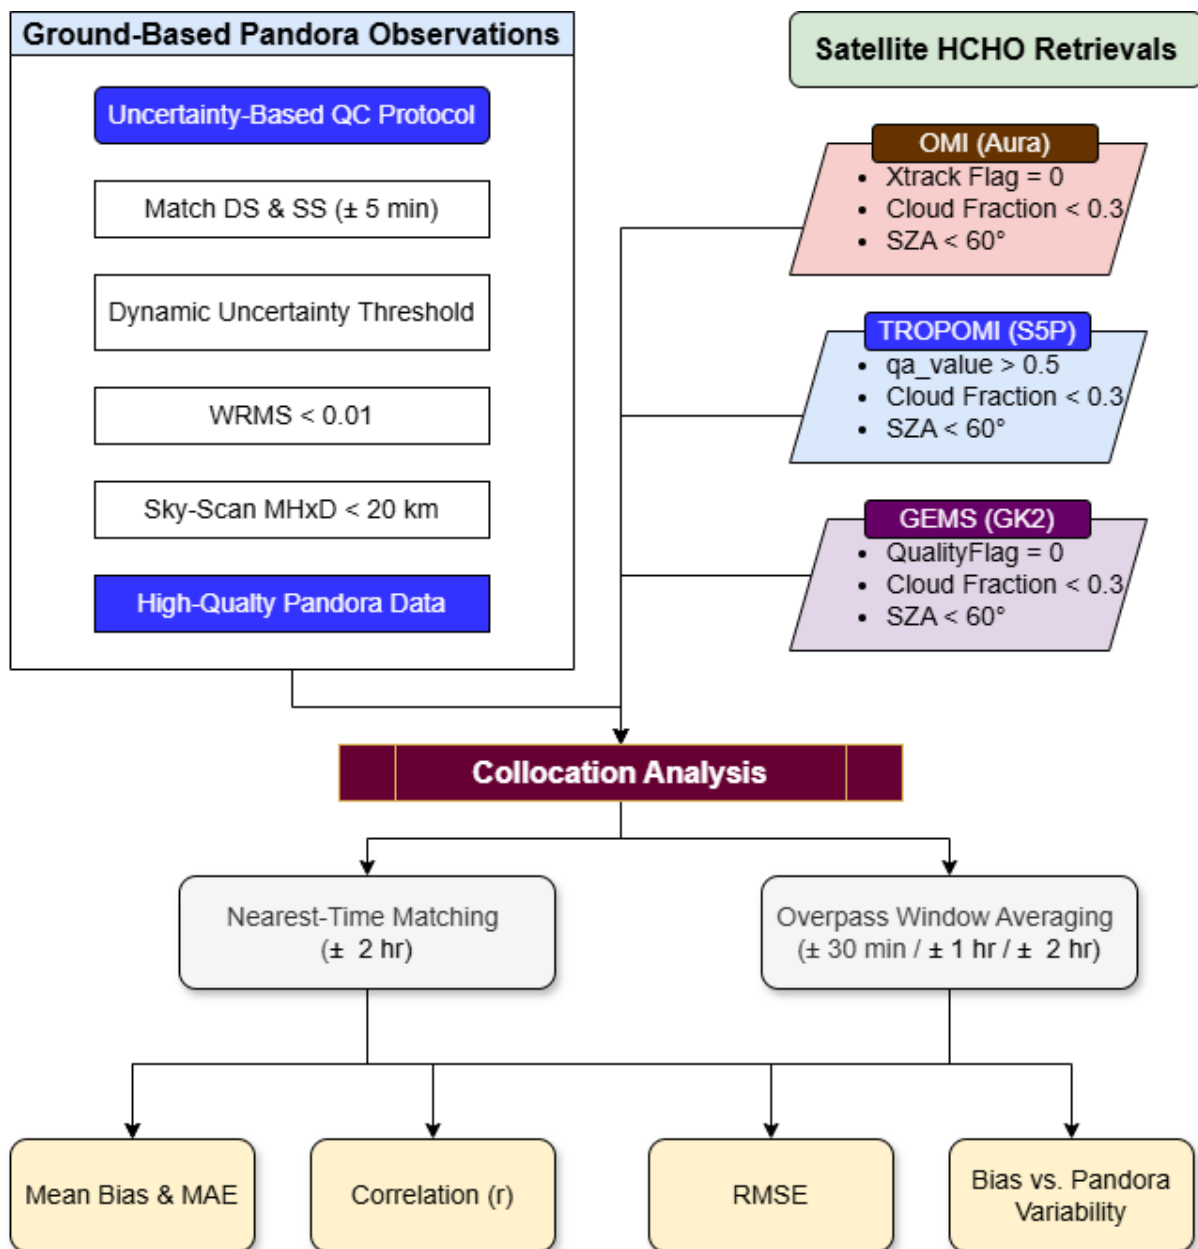 Ground-Based Pandora Observations
Uncertainty-Based QC Protocol
Match DS & SS (± 5 min)
Dynamic Uncertainty Threshold
WRMS < 0.01
Sky-Scan MHxD < 20 km
High-Qualty Pandora Data
Satellite HCHO Retrievals
OMI (Aura)
• Xtrack Flag = 0
• Cloud Fraction < 0.3
• SZA < 60°
TROPOMI (S5P)
• qa_value > 0.5
• Cloud Fraction < 0.3
• SZA < 60°
GEMS (GK2)
• QualityFlag = 0
• Cloud Fraction < 0.3
• SZA < 60°
Collocation Analysis
Nearest-Time Matching
(± 2 hr)
Overpass Window Averaging
(± 30 min / ± 1 hr / ± 2 hr)
Mean Bias & MAE
Correlation (r)
RMSE
Bias vs. Pandora
Variability